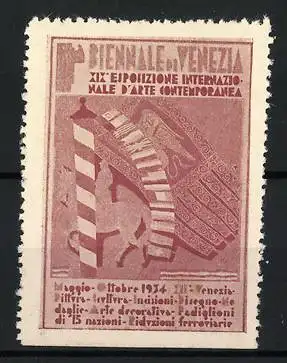 BIENNALE DI VENEZIA
XIX ESPOSIZIONE INTERNAZIO-
NALE D'ARTE CONTEMPORANEA
Maggio-Ottobre 1934 XII-Venezia-
Pittura-Scultura-Incisioni-Disegno-Me
daglie-Arte decorativa-Padiglioni
di 15 nazioni-Riduzioni ferroviarie